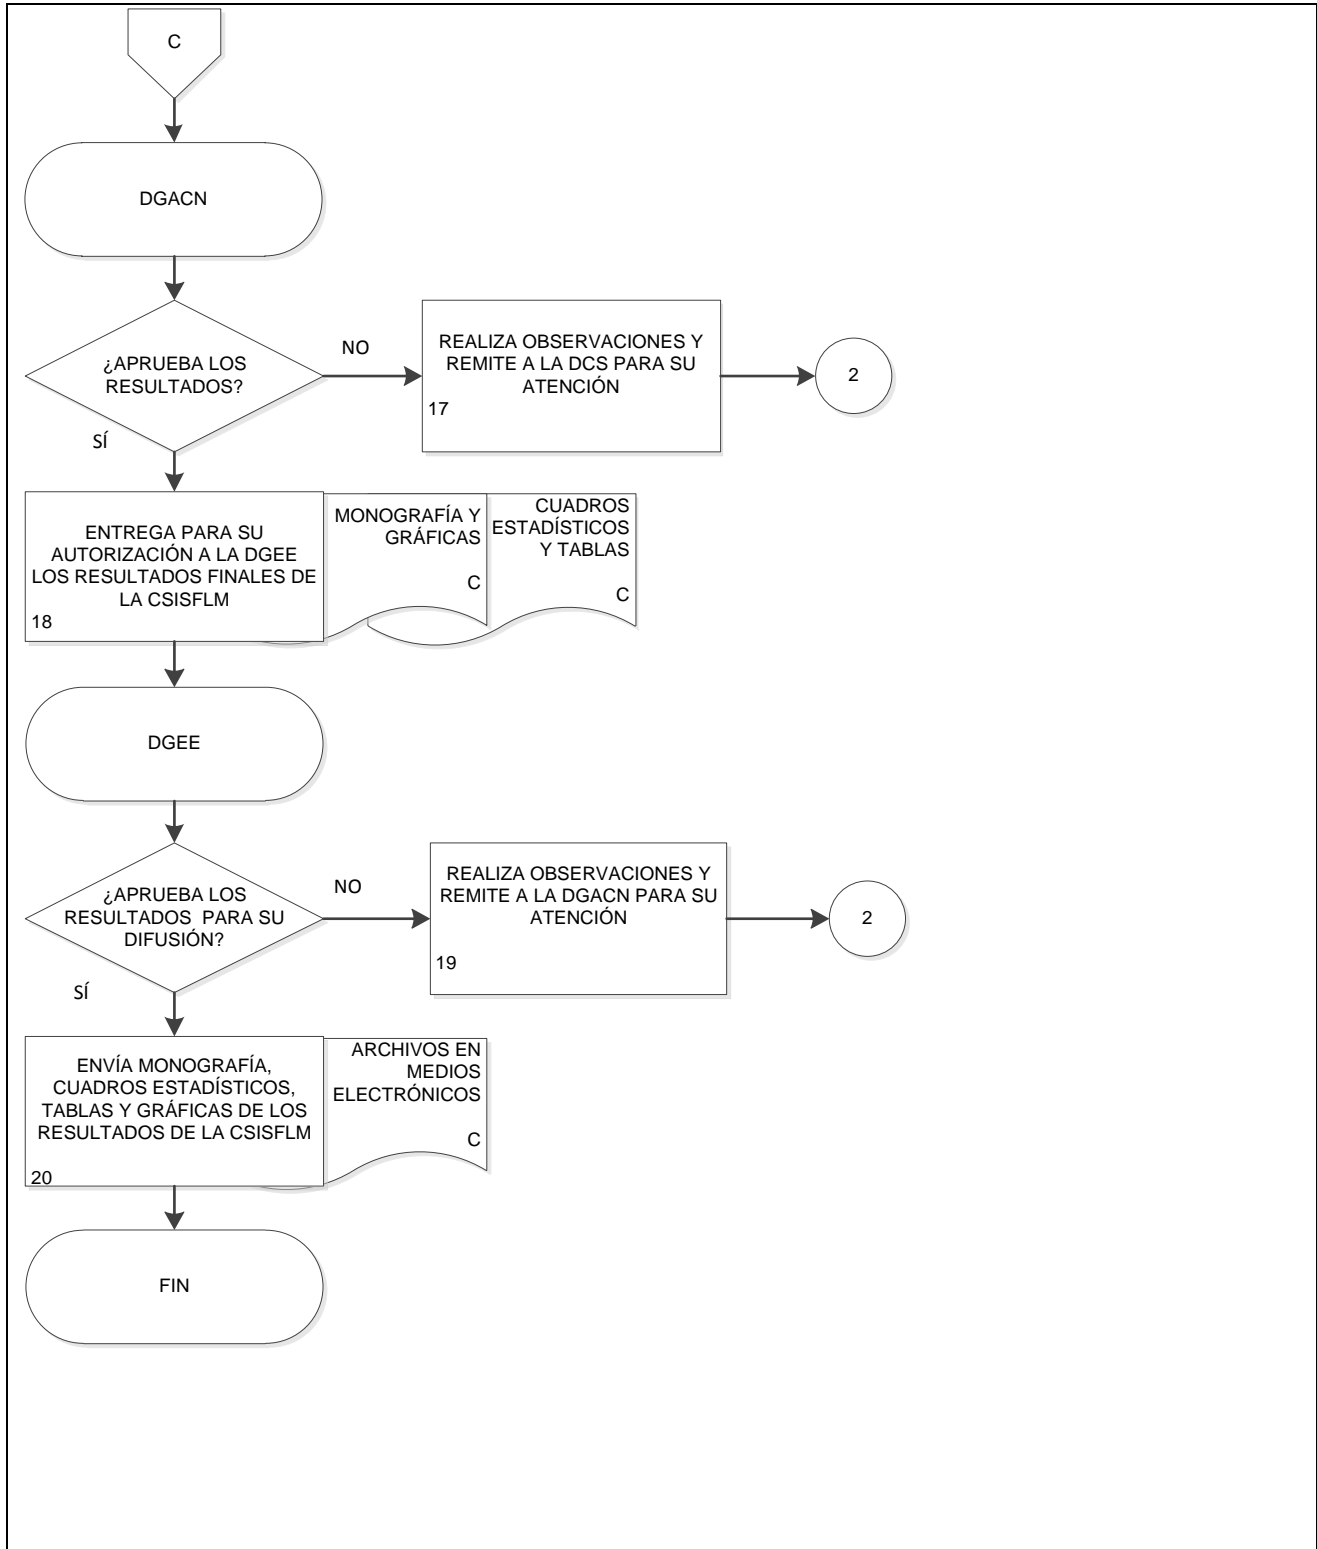 C
DGACN
¿APRUEBA LOS
RESULTADOS?
NO
REALIZA OBSERVACIONES Y
REMITE A LA DCS PARA SU
ATENCIÓN
17
2
SÍ
ENTREGA PARA SU
AUTORIZACIÓN A LA DGEE
LOS RESULTADOS FINALES DE
LA CSISFLM
18
MONOGRAFÍA Y
GRÁFICAS
C
CUADROS
ESTADÍSTICOS
Y TABLAS
C
DGEE
¿APRUEBA LOS
RESULTADOS  PARA SU
DIFUSIÓN?
NO
REALIZA OBSERVACIONES Y
REMITE A LA DGACN PARA SU
ATENCIÓN
19
2
SÍ
ENVÍA MONOGRAFÍA,
CUADROS ESTADÍSTICOS,
TABLAS Y GRÁFICAS DE LOS
RESULTADOS DE LA CSISFLM
20
ARCHIVOS EN
MEDIOS
ELECTRÓNICOS
C
FIN